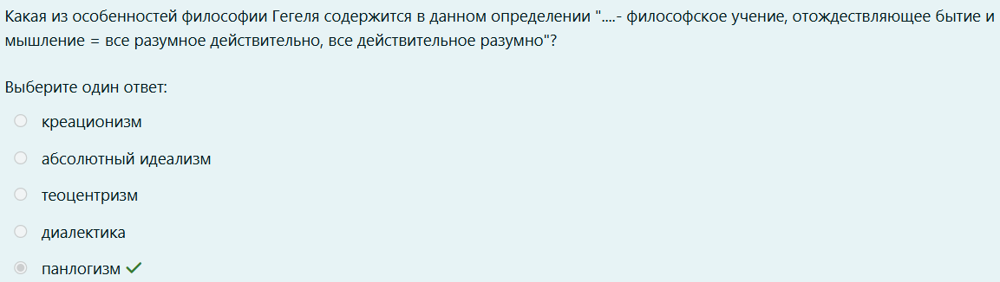 Какая из особенностей философии Гегеля содержится в данном определении "....- философское учение, отождествляющее бытие и
мышление = все разумное действительно, все действительное разумно"?
Выберите один ответ:
креационизм
абсолютный идеализм
теоцентризм
диалектика
панлогизм